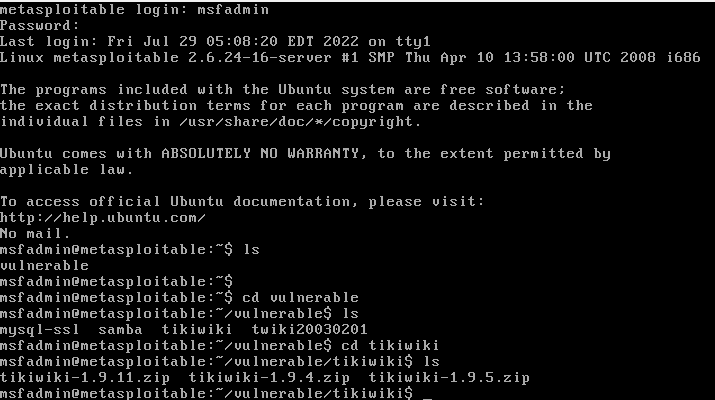 metasploitable login: msfadmin
Password:
Last login: Fri Jul 29 05:08:20 EDT 2022 on tty1
Linux metasploitable 2.6.24-16-server #1 SMP Thu Apr 10 13:58:00 UTC 2008 i686
The programs included with the Ubuntu system are free software;
the exact distribution terms for each program are described in the
individual files in /usr/share/doc/*/copyright.
Ubuntu comes with ABSOLUTELY NO WARRANTY, to the extent permitted by
applicable law.
To access official Ubuntu documentation, please visit:
http://help.ubuntu.com/
No mail.
msfadmin@metasploitable:~$ ls
vulnerable
msfadmin@metasploitable:~$
msfadmin@metasploitable:~$ cd vulnerable
msfadmin@metasploitable:~/vulnerable$ ls
mysql-ssl  samba  tikiwiki  twiki20030201
msfadmin@metasploitable:~/vulnerable$ cd tikiwiki
msfadmin@metasploitable:~/vulnerable/tikiwiki$ ls
tikiwiki-1.9.11.zip  tikiwiki-1.9.4.zip  tikiwiki-1.9.5.zip
msfadmin@metasploitable:~/vulnerable/tikiwiki$ _